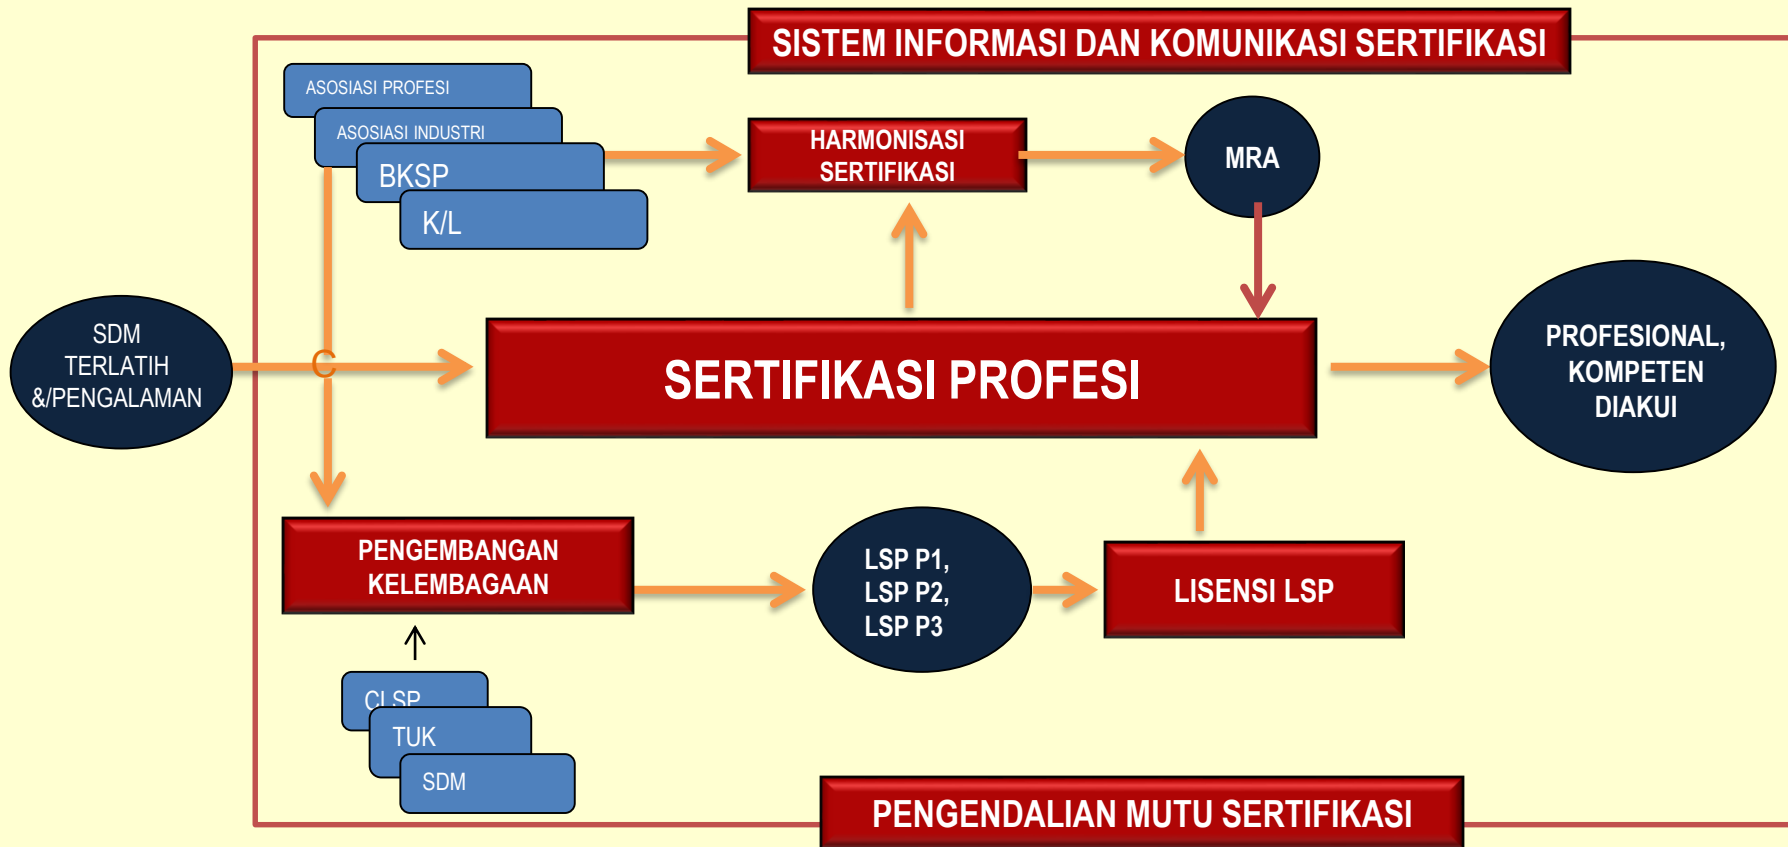 SISTEM INFORMASI DAN KOMUNIKASI SERTIFIKASI
ASOSIASI PROFESI
ASOSIASI INDUSTRI
BKSP
K/L
HARMONISASI
SERTIFIKASI
MRA
SDM
TERLATIH
&/PENGALAMAN
C
SERTIFIKASI PROFESI
PROFESIONAL,
KOMPETEN
DIAKUI
PENGEMBANGAN
KELEMBAGAAN
LSP P1,
LSP P2,
LSP P3
LISENSI LSP
CLSP
TUK
SDM
PENGENDALIAN MUTU SERTIFIKASI